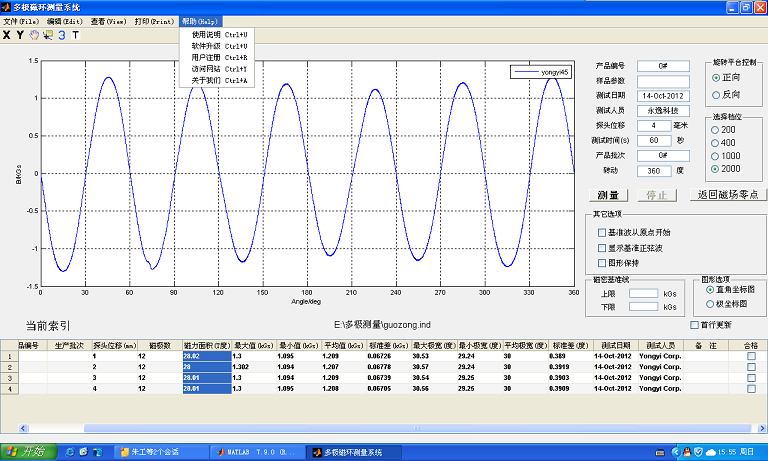 多极磁环测量系统
文件(File) 编辑(Edit) 查看(View) 打印(Print) 帮助(Help)
X Y 3 T
使用说明 Ctrl+U
软件升级 Ctrl+U
用户注册 Ctrl+R
访问网站 Ctrl+Y
关于我们 Ctrl+A
yongyi45
1.5
1
0.5
0
-0.5
-1
-1.5
B/KGs
0 30 60 90 120 150 180 210 240 270 300 330 360
Angle/deg
产品编号 0#
样品参数
测试日期 14-Oct-2012
测试人员 永逸科技
探头位移 4 毫米
测试时间(s) 60 秒
产品批次 0#
转动 360 度
旋转平台控制
正向
反向
选择档位
200
400
1000
2000
测量 停止 返回磁场零点
其它选项
基准波从原点开始
显示基准正弦波
图形保持
磁密基准线
上限 kGs
下限 kGs
图形选项
直角坐标图
极坐标图
当前索引 E:\多极测量\guozong.ind 首行更新
品编号 生产批次 探头位移(mm) 磁极数 磁力面积(T度) 最大值(kGs) 最小值(kGs) 平均值(kGs) 标准差(kGs) 最大极宽(度) 最小极宽(度) 平均极宽(度) 标准差(度) 测试日期 测试人员 备 注 合格
1 1 12 28.02 1.3 1.095 1.209 0.06726 30.53 29.24 30 0.389 14-Oct-2012 Yongyi Corp.
2 2 12 28 1.302 1.094 1.207 0.06778 30.57 29.24 30 0.3919 14-Oct-2012 Yongyi Corp.
3 3 12 28.01 1.3 1.094 1.209 0.06739 30.54 29.25 30 0.3903 14-Oct-2012 Yongyi Corp.
4 4 12 28.01 1.3 1.095 1.208 0.06705 30.56 29.25 30 0.3909 14-Oct-2012 Yongyi Corp.
开始 朱工等2个会话 MATLAB 7.9.0 (R... 多极磁环测量系统 15:55 周日